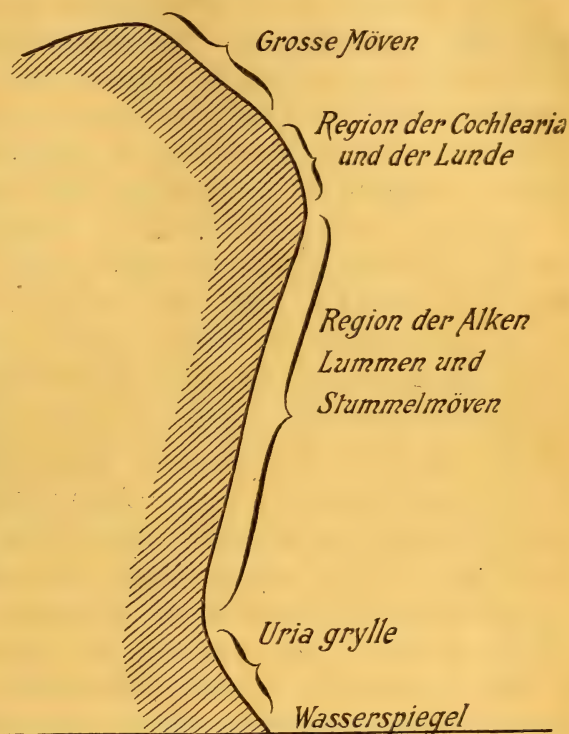 Grosse Möven
Region der Cochlearia
und der Lunde
Region der Alken
Lummen und
Stummelmöven
Uria grylle
Wasserspiegel